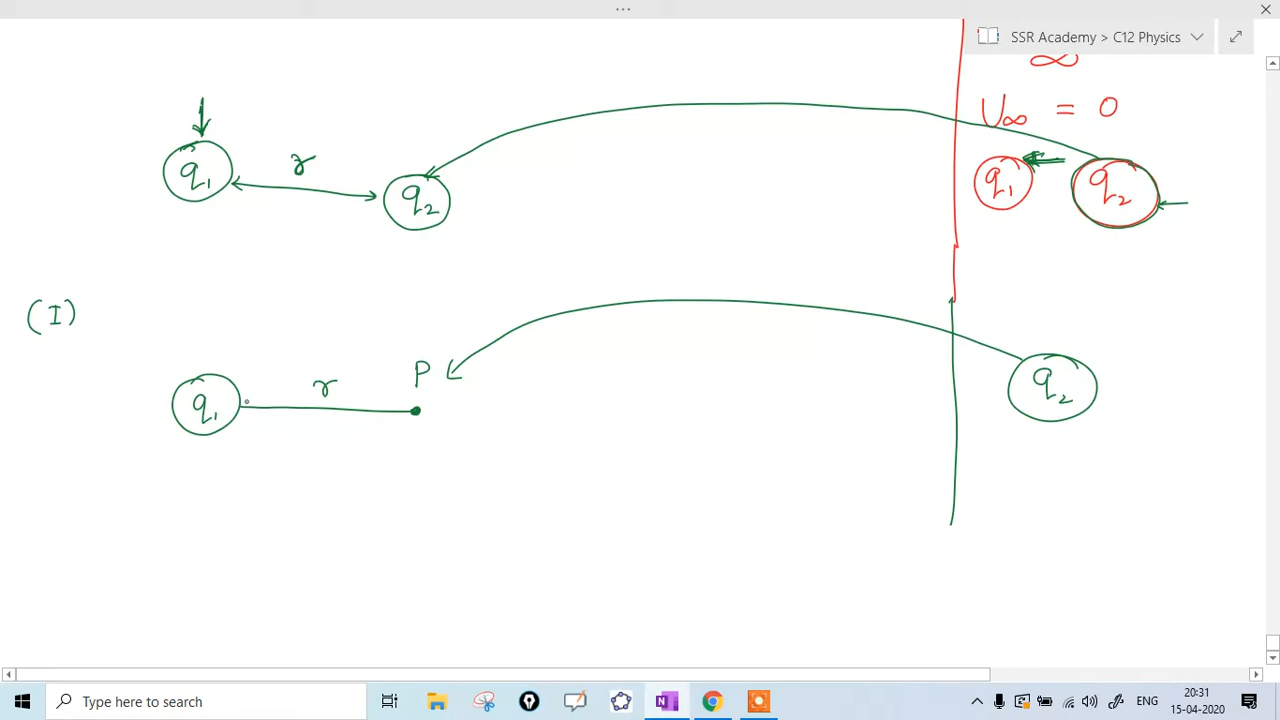 SSR Academy > C12 Physics
∞
U∞ = 0
q₁ r q₂ q₁ q₂
(I)
P
q₁ r q₂
Type here to search
ENG
20:31
15-04-2020